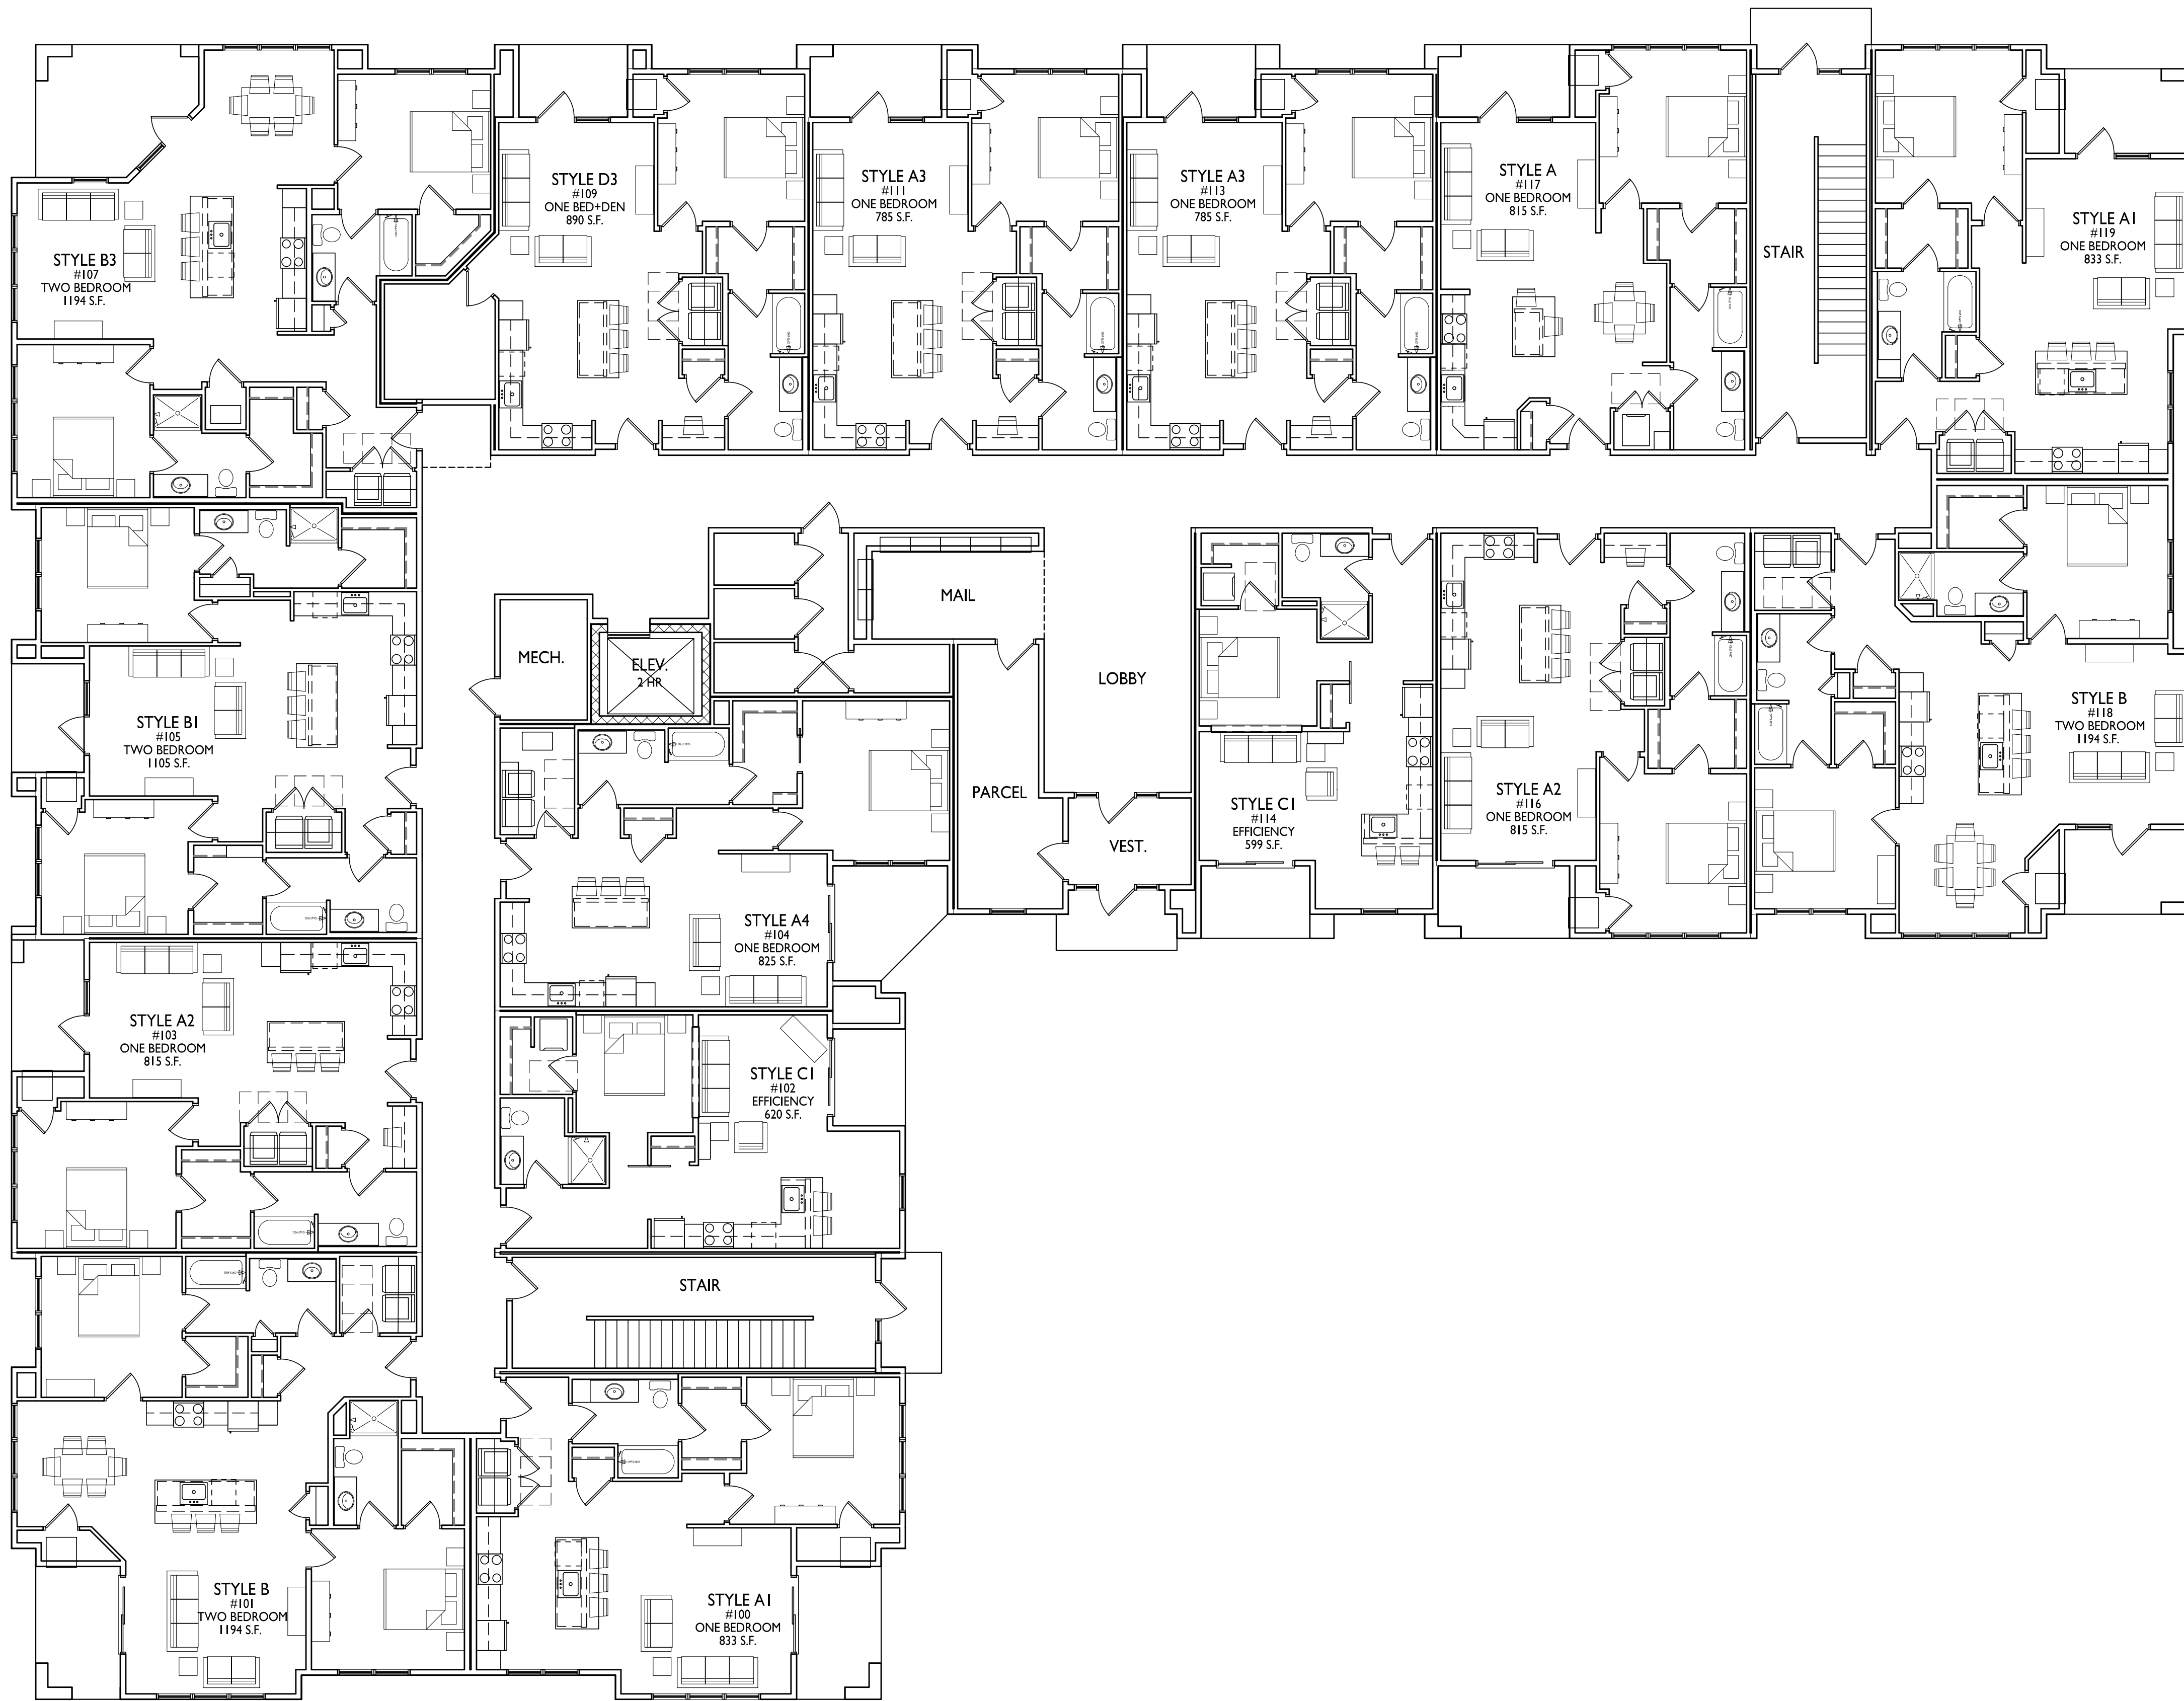 STYLE B3
#107
TWO BEDROOM
1194 S.F.
STYLE D3
#109
ONE BED+DEN
890 S.F.
STYLE A3
#111
ONE BEDROOM
785 S.F.
STYLE A3
#113
ONE BEDROOM
785 S.F.
STYLE A
#117
ONE BEDROOM
815 S.F.
STAIR
STYLE A1
#119
ONE BEDROOM
833 S.F.
MECH.
ELEV.
2 HR
MAIL
LOBBY
PARCEL
VEST.
STYLE C1
#114
EFFICIENCY
599 S.F.
STYLE A2
#116
ONE BEDROOM
815 S.F.
STYLE B
#118
TWO BEDROOM
1194 S.F.
STYLE B1
#105
TWO BEDROOM
1105 S.F.
STYLE A4
#104
ONE BEDROOM
825 S.F.
STYLE A2
#103
ONE BEDROOM
815 S.F.
STYLE C1
#102
EFFICIENCY
620 S.F.
STAIR
STYLE B
#101
TWO BEDROOM
1194 S.F.
STYLE A1
#100
ONE BEDROOM
833 S.F.